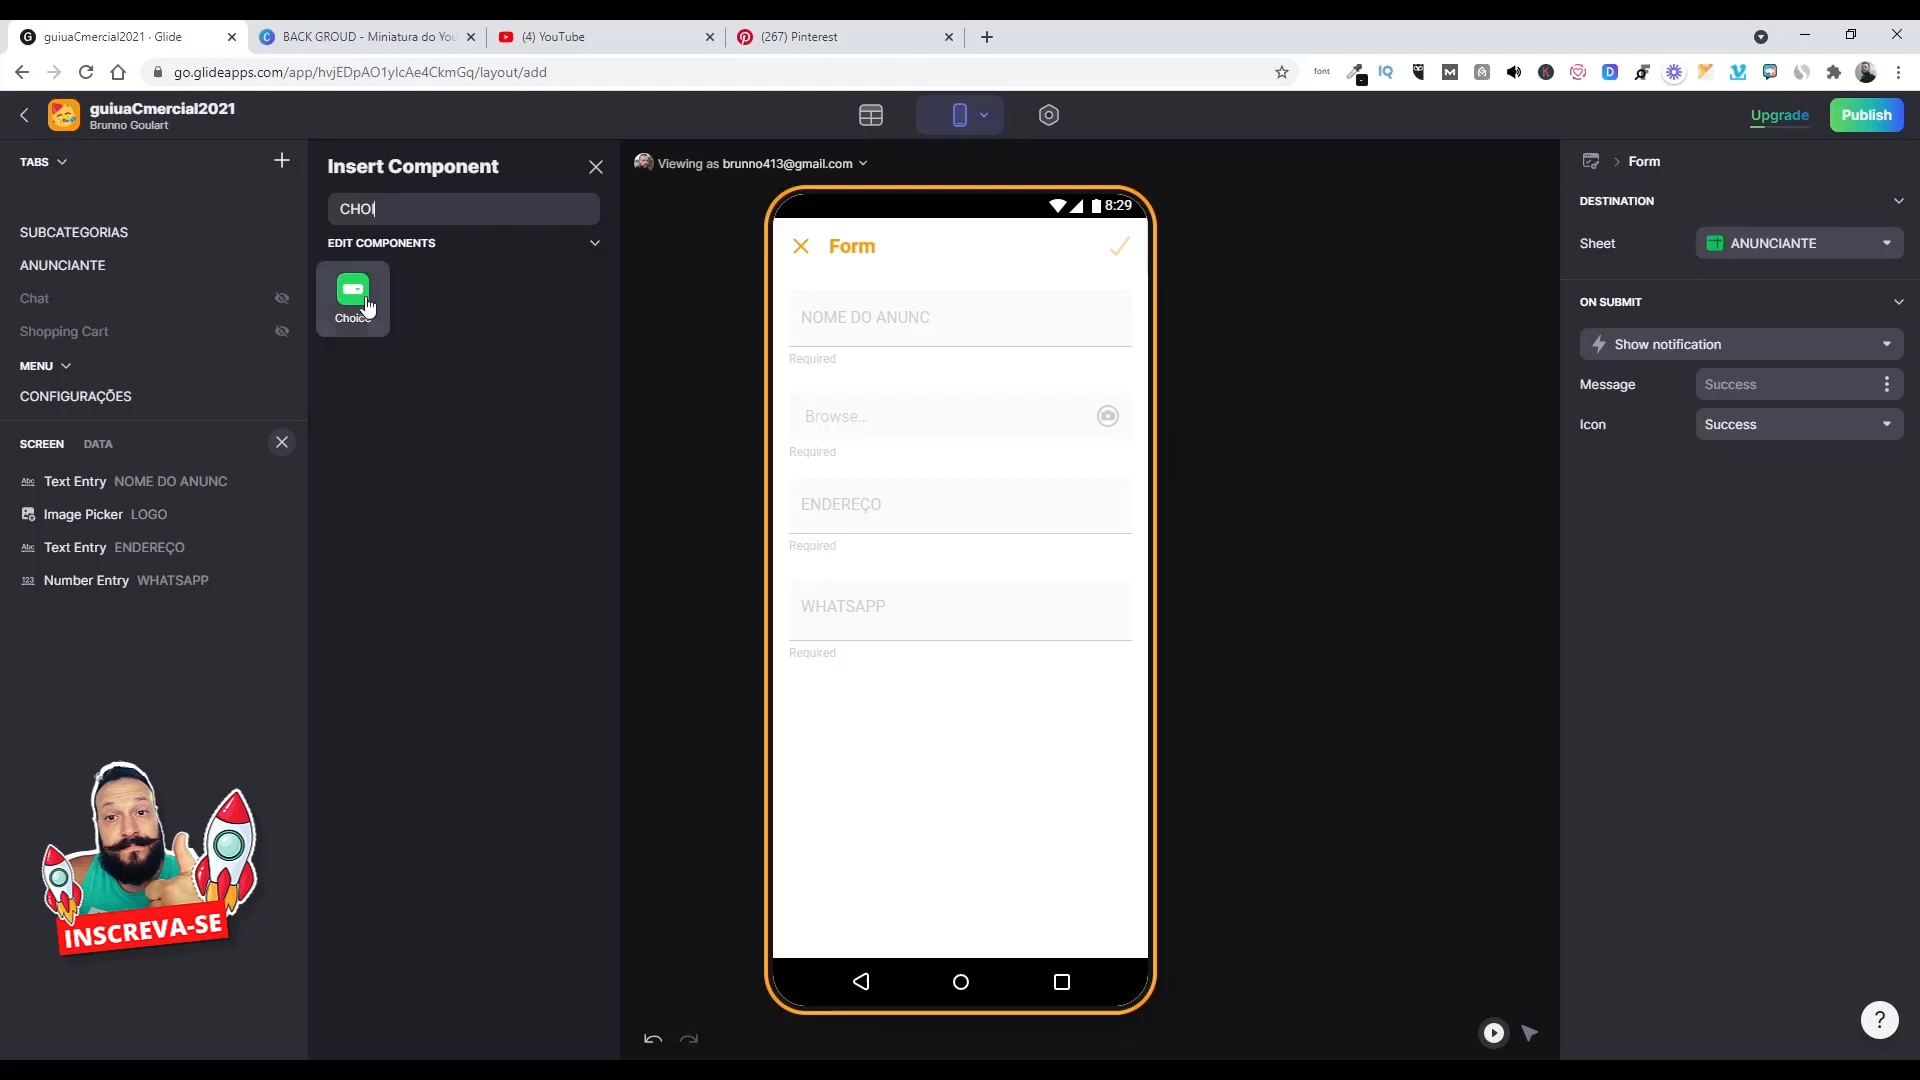 guiuaCmercial2021 - Glide
BACK GROUD - Miniatura do You
(4) YouTube
(267) Pinterest
go.glideapps.com/app/hvjEDpAO1ylcAe4CkmGq/layout/add
font
guiuaCmercial2021
Brunno Goulart
Upgrade
Publish
TABS
SUBCATEGORIAS
ANUNCIANTE
Chat
Shopping Cart
MENU
CONFIGURAÇÕES
SCREEN DATA
Text Entry NOME DO ANUNC
Image Picker LOGO
Text Entry ENDEREÇO
Number Entry WHATSAPP
INSCREVA-SE
Insert Component
CHOI
EDIT COMPONENTS
Choice
Viewing as brunno413@gmail.com
8:29
Form
NOME DO ANUNC
Required
Browse...
Required
ENDEREÇO
Required
WHATSAPP
Required
Form
DESTINATION
Sheet ANUNCIANTE
ON SUBMIT
Show notification
Message Success
Icon Success
?